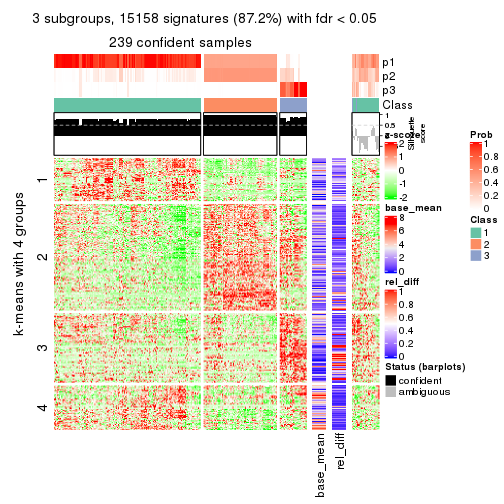 3 subgroups, 15158 signatures (87.2%) with fdr < 0.05
239 confident samples
p1
p2
p3
Class
1
0.5
0
Silhouette
score
k-means with 4 groups
1
2
3
4
base_mean
rel_diff
z-score
2
1
0
-1
-2
base_mean
8
6
4
2
0
rel_diff
1
0.8
0.6
0.4
0.2
0
Status (barplots)
confident
ambiguous
Prob
1
0.8
0.6
0.4
0.2
0
Class
1
2
3